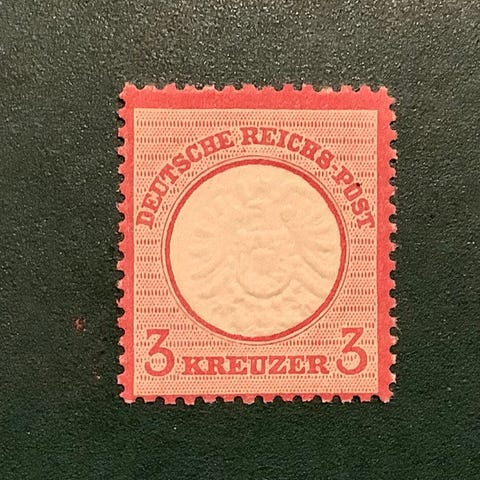 DEUTSCHE REICHS-POST
3 KREUZER 3